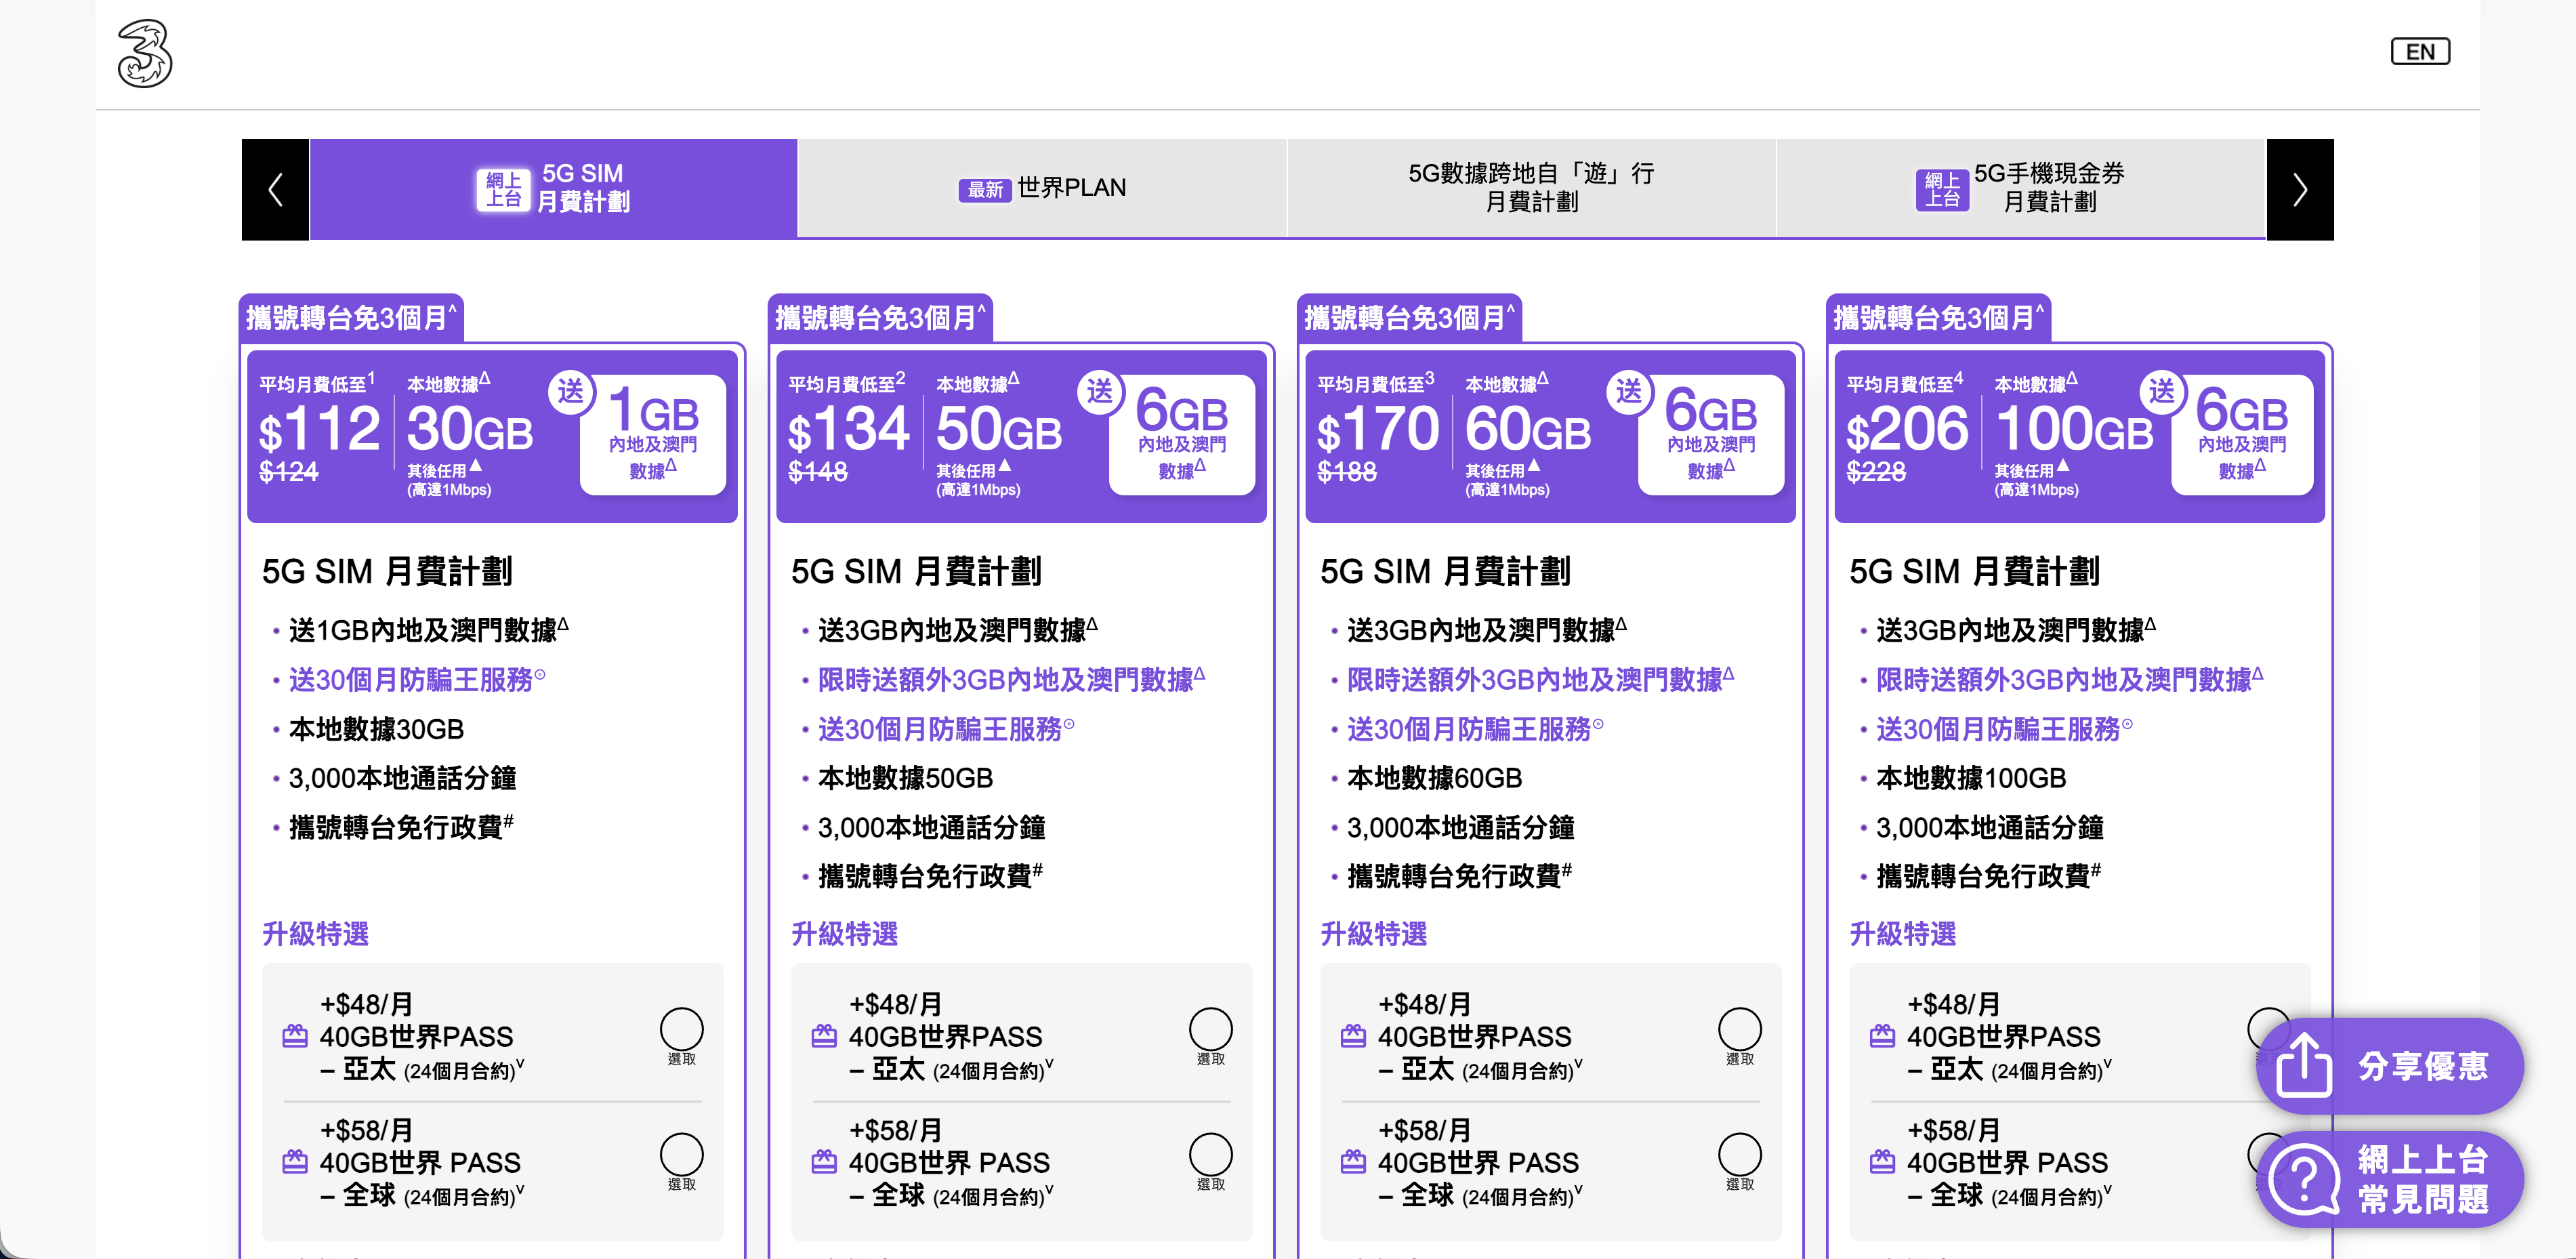 3
EN
網上
上台
5G SIM
月費計劃
最新
世界PLAN
5G數據跨地自「遊」行
月費計劃
網上
上台
5G手機現金券
月費計劃
攜號轉台免3個月^
平均月費低至1
$112
$124
本地數據Δ
30GB
其後任用▲
(高達1Mbps)
送
1GB
內地及澳門
數據Δ
5G SIM 月費計劃
• 送1GB內地及澳門數據Δ
• 送30個月防騙王服務⊙
• 本地數據30GB
• 3,000本地通話分鐘
• 攜號轉台免行政費#
升級特選
+$48/月
40GB世界PASS
– 亞太 (24個月合約)v
選取
+$58/月
40GB世界 PASS
– 全球 (24個月合約)v
選取
攜號轉台免3個月^
平均月費低至2
$134
$148
本地數據Δ
50GB
其後任用▲
(高達1Mbps)
送
6GB
內地及澳門
數據Δ
5G SIM 月費計劃
• 送3GB內地及澳門數據Δ
• 限時送額外3GB內地及澳門數據Δ
• 送30個月防騙王服務⊙
• 本地數據50GB
• 3,000本地通話分鐘
• 攜號轉台免行政費#
升級特選
+$48/月
40GB世界PASS
– 亞太 (24個月合約)v
選取
+$58/月
40GB世界 PASS
– 全球 (24個月合約)v
選取
攜號轉台免3個月^
平均月費低至3
$170
$188
本地數據Δ
60GB
其後任用▲
(高達1Mbps)
送
6GB
內地及澳門
數據Δ
5G SIM 月費計劃
• 送3GB內地及澳門數據Δ
• 限時送額外3GB內地及澳門數據Δ
• 送30個月防騙王服務⊙
• 本地數據60GB
• 3,000本地通話分鐘
• 攜號轉台免行政費#
升級特選
+$48/月
40GB世界PASS
– 亞太 (24個月合約)v
選取
+$58/月
40GB世界 PASS
– 全球 (24個月合約)v
選取
攜號轉台免3個月^
平均月費低至4
$206
$228
本地數據Δ
100GB
其後任用▲
(高達1Mbps)
送
6GB
內地及澳門
數據Δ
5G SIM 月費計劃
• 送3GB內地及澳門數據Δ
• 限時送額外3GB內地及澳門數據Δ
• 送30個月防騙王服務⊙
• 本地數據100GB
• 3,000本地通話分鐘
• 攜號轉台免行政費#
升級特選
+$48/月
40GB世界PASS
– 亞太 (24個月合約)v
+$58/月
40GB世界 PASS
– 全球 (24個月合約)v
分享優惠
網上上台
常見問題